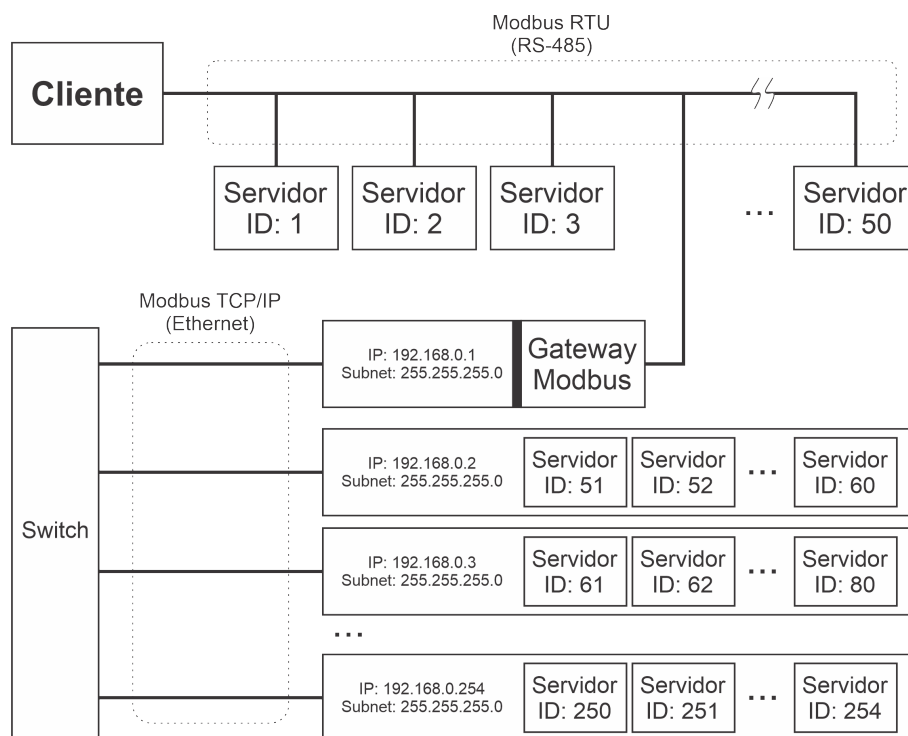 Modbus RTU
(RS-485)
Cliente
Servidor
ID: 1
Servidor
ID: 2
Servidor
ID: 3
...
Servidor
ID: 50
Modbus TCP/IP
(Ethernet)
Switch
IP: 192.168.0.1
Subnet: 255.255.255.0
Gateway
Modbus
IP: 192.168.0.2
Subnet: 255.255.255.0
Servidor
ID: 51
Servidor
ID: 52
...
Servidor
ID: 60
IP: 192.168.0.3
Subnet: 255.255.255.0
Servidor
ID: 61
Servidor
ID: 62
...
Servidor
ID: 80
...
IP: 192.168.0.254
Subnet: 255.255.255.0
Servidor
ID: 250
Servidor
ID: 251
...
Servidor
ID: 254